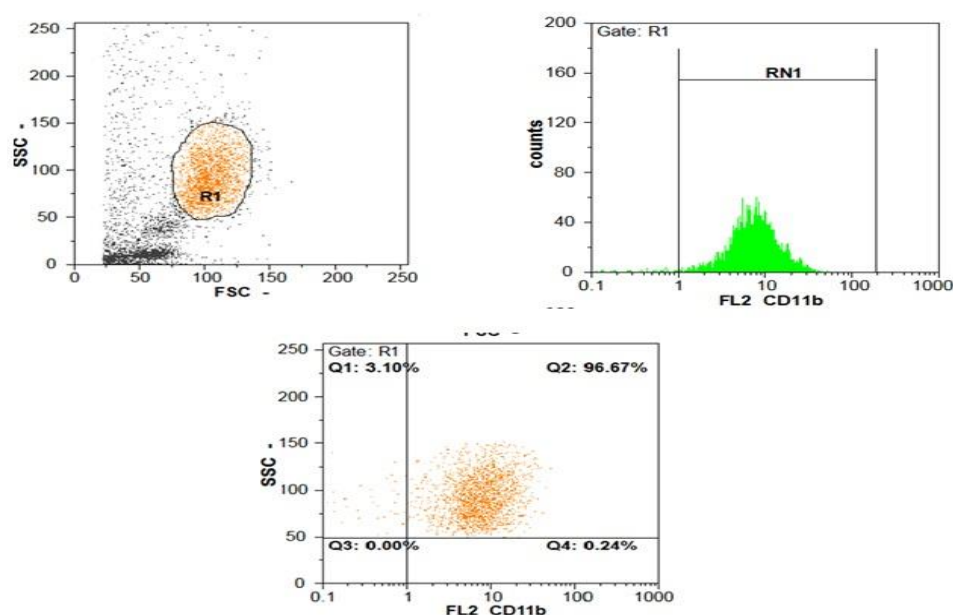 250
200
150
100
50
0
SSC -
R1
0 50 100 150 200 250
FSC -
200
160
120
80
40
0
counts
Gate: R1
RN1
0.1 1 10 100 1000
FL2 CD11b
250
200
150
100
50
0
SSC -
Gate: R1
Q1: 3.10% Q2: 96.67%
Q3: 0.00% Q4: 0.24%
0.1 1 10 100 1000
FL2 CD11b